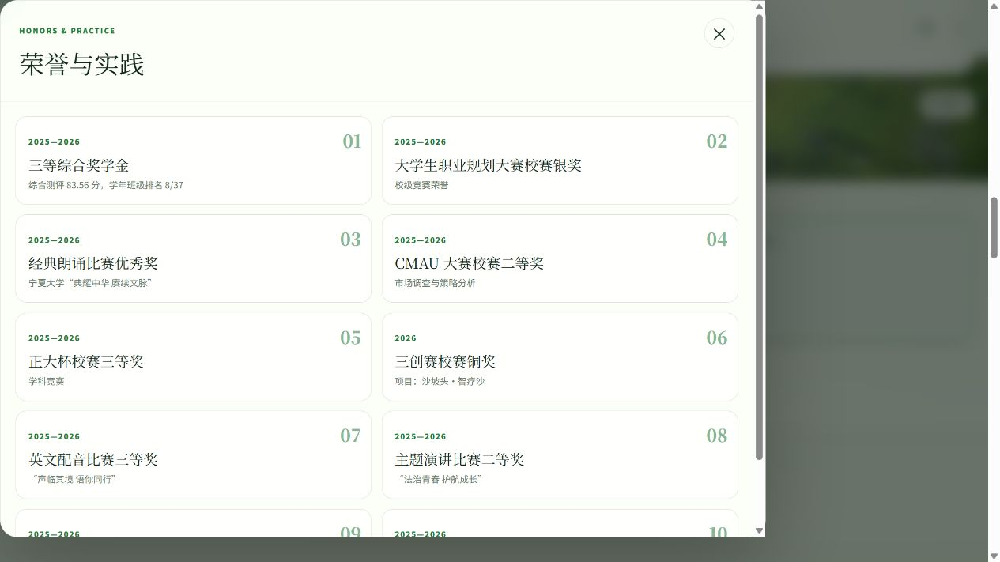 HONORS & PRACTICE
荣誉与实践
2025—2026
01
三等综合奖学金
综合测评 83.56 分，学年班级排名 8/37
2025—2026
02
大学生职业规划大赛校赛银奖
校级竞赛荣誉
2025—2026
03
经典朗诵比赛优秀奖
宁夏大学“典耀中华 赓续文脉”
2025—2026
04
CMAU 大赛校赛二等奖
市场调查与策略分析
2025—2026
05
正大杯校赛三等奖
学科竞赛
2026
06
三创赛校赛铜奖
项目：沙坡头·智疗沙
2025—2026
07
英文配音比赛三等奖
“声临其境 语你同行”
2025—2026
08
主题演讲比赛二等奖
“法治青春 护航成长”
2025—2026
09
2025—2026
10